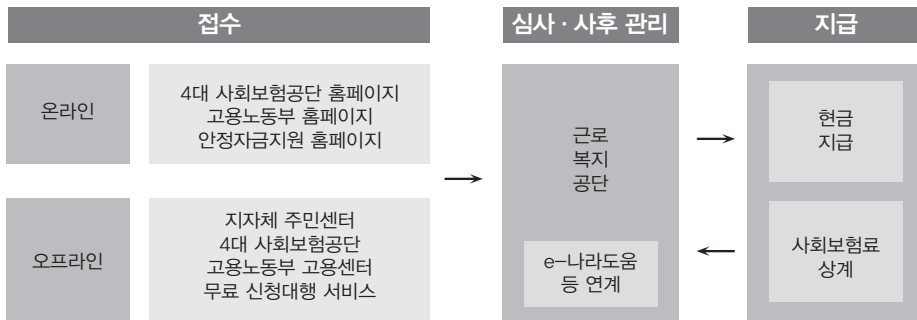 접수
심사·사후 관리
지급
온라인
4대 사회보험공단 홈페이지
고용노동부 홈페이지
안정자금지원 홈페이지
오프라인
지자체 주민센터
4대 사회보험공단
고용노동부 고용센터
무료 신청대행 서비스
근로
복지
공단
e-나라도움
등 연계
현금
지급
사회보험료
상계